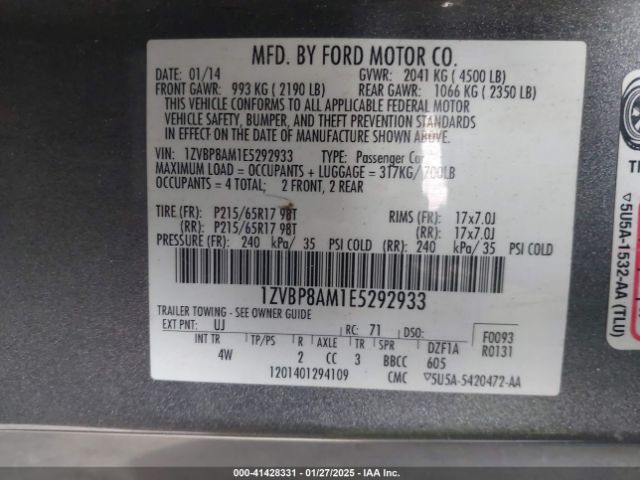 MFD. BY FORD MOTOR CO.
DATE: 01/14 GVWR: 2041 KG ( 4500 LB)
FRONT GAWR: 993 KG ( 2190 LB) REAR GAWR: 1066 KG ( 2350 LB)
THIS VEHICLE CONFORMS TO ALL APPLICABLE FEDERAL MOTOR
VEHICLE SAFETY, BUMPER, AND THEFT PREVENTION STANDARDS
IN EFFECT ON THE DATE OF MANUFACTURE SHOWN ABOVE.
VIN: 1ZVBP8AM1E5292933 TYPE: Passenger Car
MAXIMUM LOAD = OCCUPANTS + LUGGAGE = 317KG/700LB
OCCUPANTS = 4 TOTAL; 2 FRONT, 2 REAR
TIRE (FR): P215/65R17 98T RIMS (FR): 17x7.0J
(RR): P215/65R17 98T (RR): 17x7.0J
PRESSURE (FR): 240 kPa/ 35 PSI COLD (RR): 240 kPa/ 35 PSI COLD
1ZVBP8AM1E5292933
TRAILER TOWING - SEE OWNER GUIDE
EXT PNT: UJ RC: 71 DSO: F0093
INT TR TP/PS R AXLE TR SPR DZF1A R0131
4W 2 CC 3 BBCC 605
1201401294109 CMC ▽5U5A-5420472-AA
▽5U5A-1532-AA (TLU)
000-41428331 - 01/27/2025 - IAA Inc.